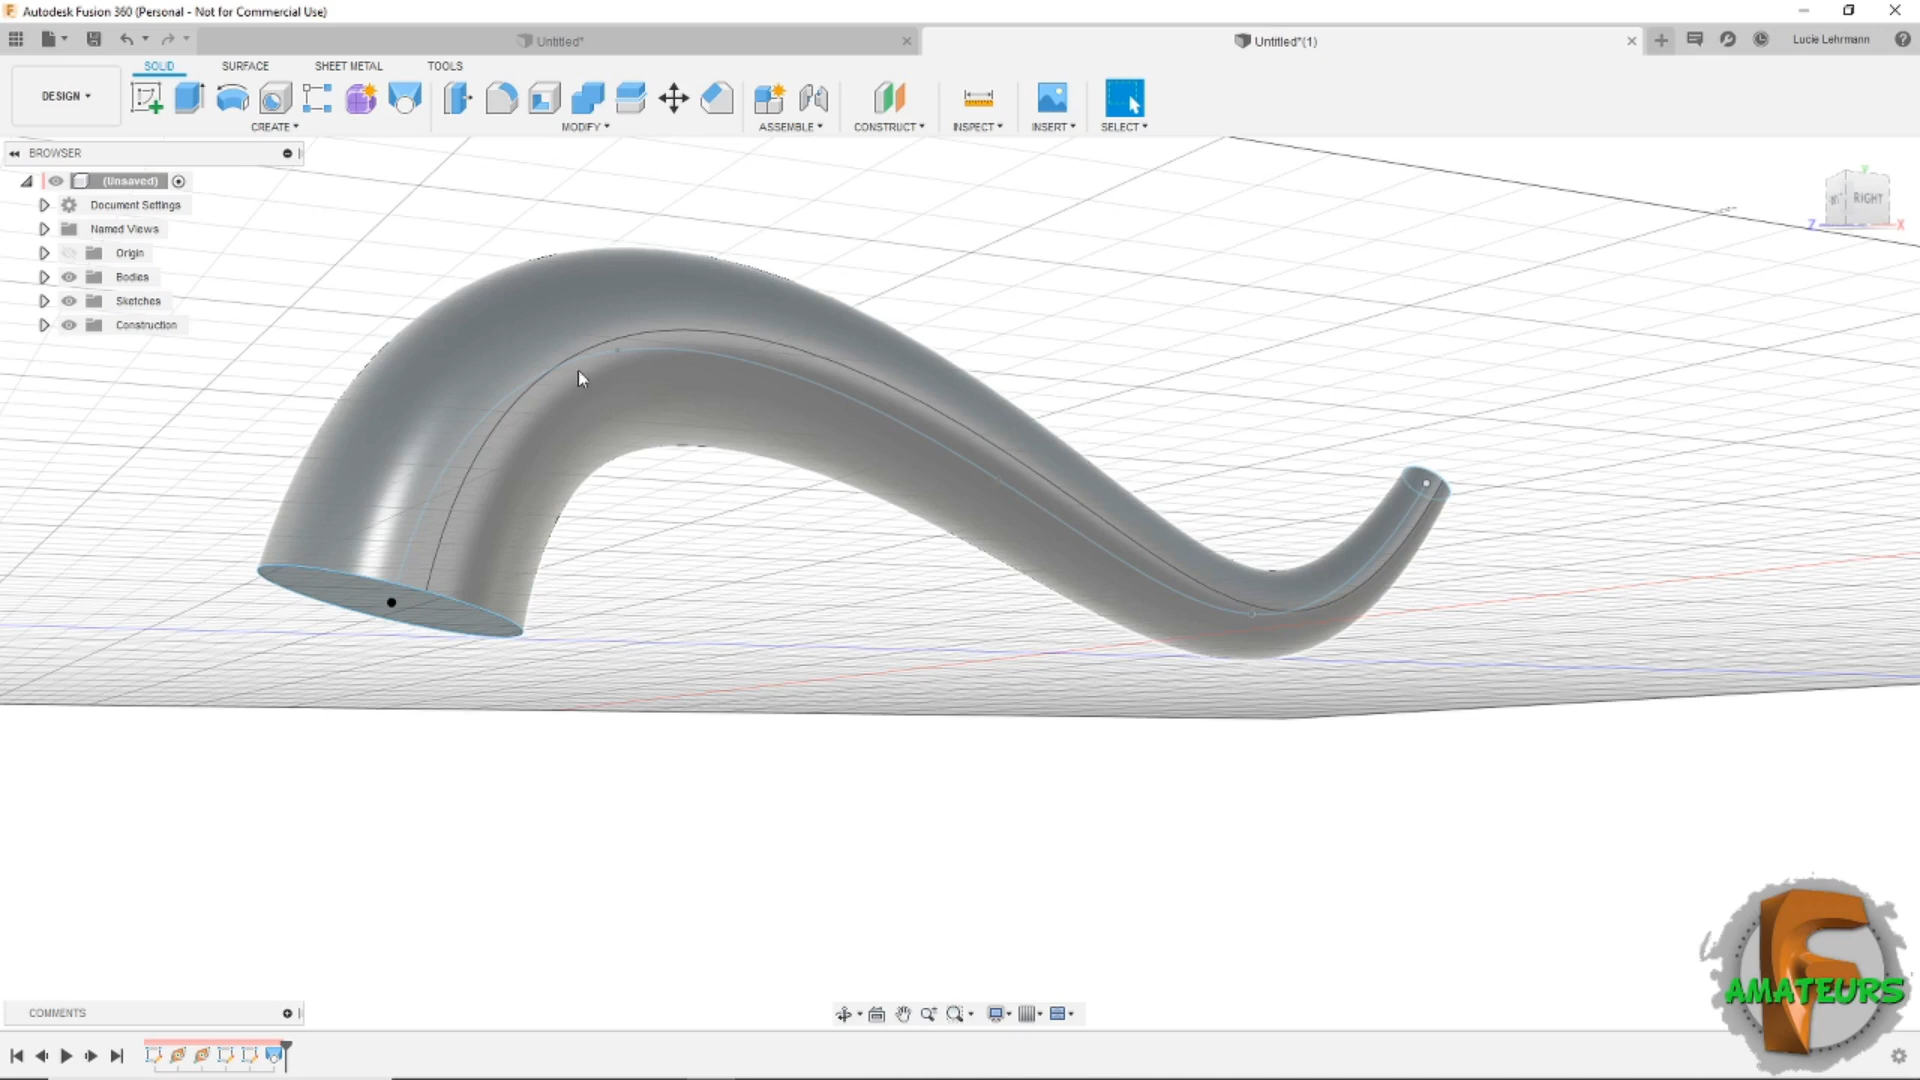 Autodesk Fusion 360 (Personal - Not for Commercial Use)
Untitled*
Untitled*(1)
Lucie Lehrmann
SOLID
SURFACE
SHEET METAL
TOOLS
DESIGN
CREATE
MODIFY
ASSEMBLE
CONSTRUCT
INSPECT
INSERT
SELECT
BROWSER
(Unsaved)
Document Settings
Named Views
Origin
Bodies
Sketches
Construction
Y
RIGHT
Z
X
COMMENTS
AMATEURS